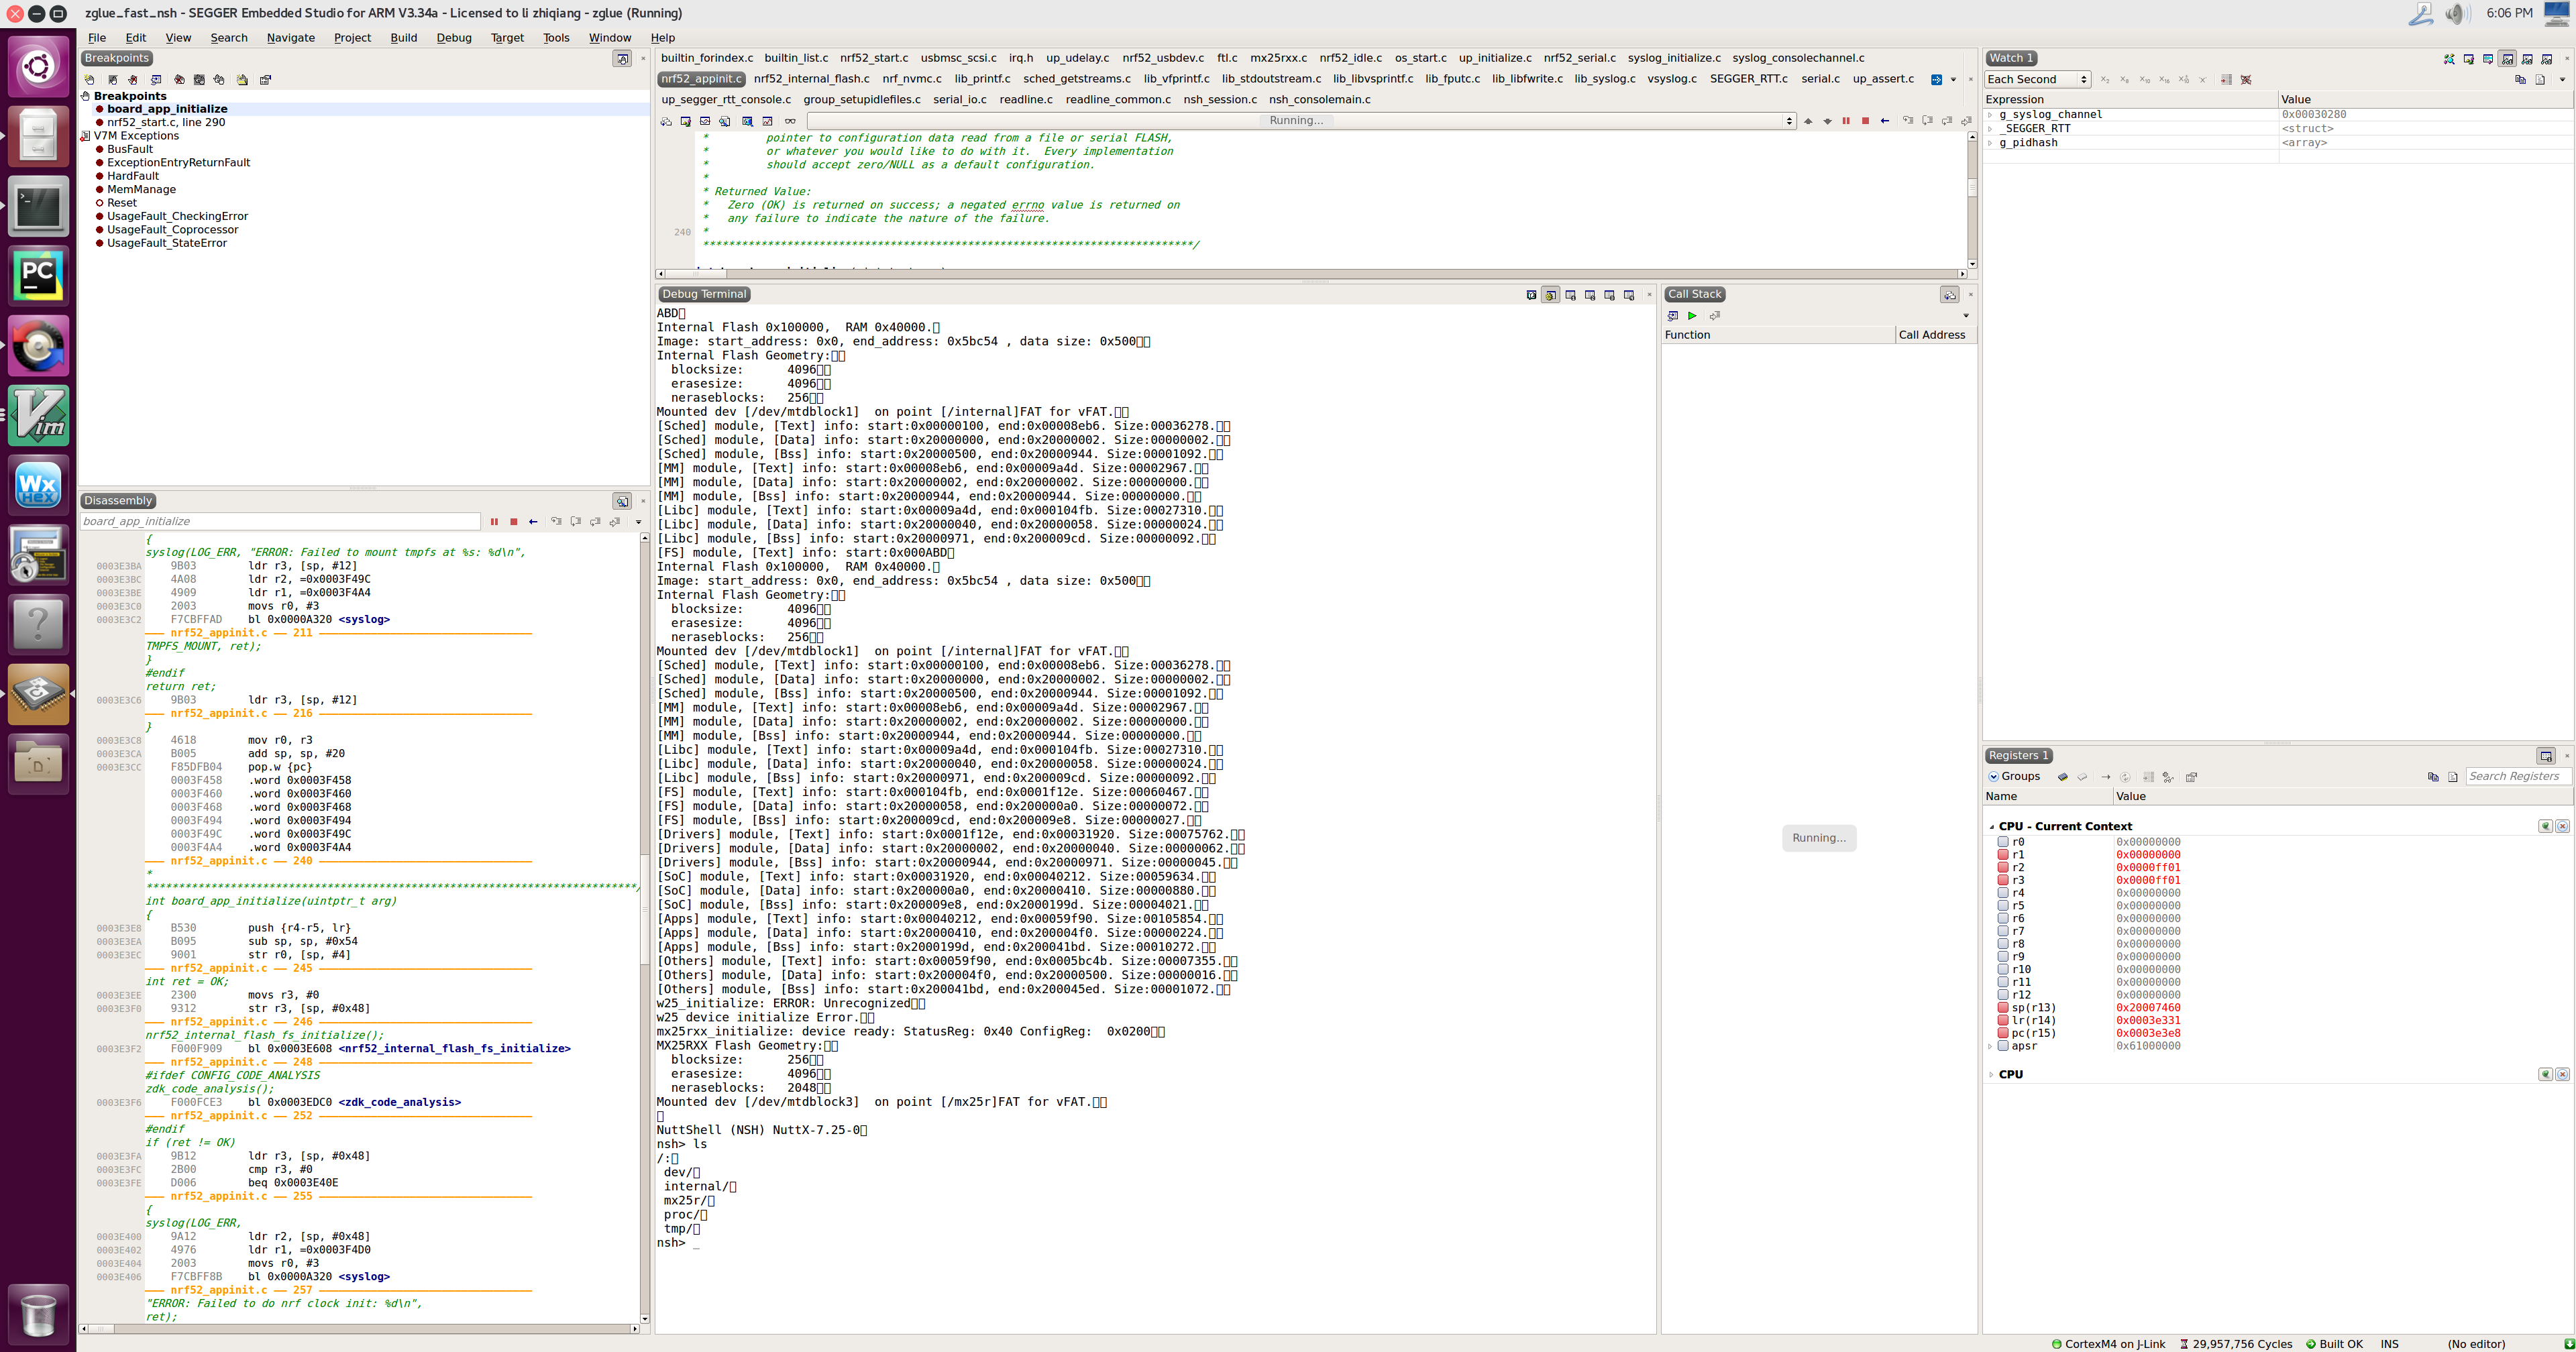 zglue_fast_nsh - SEGGER Embedded Studio for ARM V3.34a - Licensed to li zhiqiang - zglue (Running)
6:06 PM
File Edit View Search Navigate Project Build Debug Target Tools Window Help
Breakpoints
Breakpoints
board_app_initialize
nrf52_start.c, line 290
V7M Exceptions
BusFault
ExceptionEntryReturnFault
HardFault
MemManage
Reset
UsageFault_CheckingError
UsageFault_Coprocessor
UsageFault_StateError
Disassembly
board_app_initialize
{
syslog(LOG_ERR, "ERROR: Failed to mount tmpfs at %s: %d\n",
0003E3BA 9B03 ldr r3, [sp, #12]
0003E3BC 4A08 ldr r2, =0x0003F49C
0003E3BE 4909 ldr r1, =0x0003F4A4
0003E3C0 2003 movs r0, #3
0003E3C2 F7CBFFAD bl 0x0000A320 <syslog>
nrf52_appinit.c — 211
TMPFS_MOUNT, ret);
}
#endif
return ret;
0003E3C6 9B03 ldr r3, [sp, #12]
nrf52_appinit.c — 216
}
0003E3C8 4618 mov r0, r3
0003E3CA B005 add sp, sp, #20
0003E3CC F85DFB04 pop.w {pc}
0003F458 .word 0x0003F458
0003F460 .word 0x0003F460
0003F468 .word 0x0003F468
0003F494 .word 0x0003F494
0003F49C .word 0x0003F49C
0003F4A4 .word 0x0003F4A4
nrf52_appinit.c — 240
*
****************************************************************************/
int board_app_initialize(uintptr_t arg)
{
0003E3E8 B530 push {r4-r5, lr}
0003E3EA B095 sub sp, sp, #0x54
0003E3EC 9001 str r0, [sp, #4]
nrf52_appinit.c — 245
int ret = OK;
0003E3EE 2300 movs r3, #0
0003E3F0 9312 str r3, [sp, #0x48]
nrf52_appinit.c — 246
nrf52_internal_flash_fs_initialize();
0003E3F2 F000F909 bl 0x0003E608 <nrf52_internal_flash_fs_initialize>
nrf52_appinit.c — 248
#ifdef CONFIG_CODE_ANALYSIS
zdk_code_analysis();
0003E3F6 F000FCE3 bl 0x0003EDC0 <zdk_code_analysis>
nrf52_appinit.c — 252
#endif
if (ret != OK)
0003E3FA 9B12 ldr r3, [sp, #0x48]
0003E3FC 2B00 cmp r3, #0
0003E3FE D006 beq 0x0003E40E
nrf52_appinit.c — 255
{
syslog(LOG_ERR,
0003E400 9A12 ldr r2, [sp, #0x48]
0003E402 4976 ldr r1, =0x0003F4D0
0003E404 2003 movs r0, #3
0003E406 F7CBFF8B bl 0x0000A320 <syslog>
nrf52_appinit.c — 257
"ERROR: Failed to do nrf clock init: %d\n",
ret);
builtin_forindex.c builtin_list.c nrf52_start.c usbmsc_scsi.c irq.h up_udelay.c nrf52_usbdev.c ftl.c mx25rxx.c nrf52_idle.c os_start.c up_initialize.c nrf52_serial.c syslog_initialize.c syslog_consolechannel.c
nrf52_appinit.c nrf52_internal_flash.c nrf_nvmc.c lib_printf.c sched_getstreams.c lib_vfprintf.c lib_stdoutstream.c lib_libvsprintf.c lib_fputc.c lib_libfwrite.c lib_syslog.c vsyslog.c SEGGER_RTT.c serial.c up_assert.c
up_segger_rtt_console.c group_setupidlefiles.c serial_io.c readline.c readline_common.c nsh_session.c nsh_consolemain.c
Running...
* pointer to configuration data read from a file or serial FLASH,
* or whatever you would like to do with it. Every implementation
* should accept zero/NULL as a default configuration.
*
* Returned Value:
* Zero (OK) is returned on success; a negated errno value is returned on
* any failure to indicate the nature of the failure.
240 *
****************************************************************************/
Debug Terminal
ABD
Internal Flash 0x100000, RAM 0x40000.
Image: start_address: 0x0, end_address: 0x5bc54 , data size: 0x500
Internal Flash Geometry:
blocksize: 4096
erasesize: 4096
neraseblocks: 256
Mounted dev [/dev/mtdblock1] on point [/internal]FAT for vFAT.
[Sched] module, [Text] info: start:0x00000100, end:0x00008eb6. Size:00036278.
[Sched] module, [Data] info: start:0x20000000, end:0x20000002. Size:00000002.
[Sched] module, [Bss] info: start:0x20000500, end:0x20000944. Size:00001092.
[MM] module, [Text] info: start:0x00008eb6, end:0x00009a4d. Size:00002967.
[MM] module, [Data] info: start:0x20000002, end:0x20000002. Size:00000000.
[MM] module, [Bss] info: start:0x20000944, end:0x20000944. Size:00000000.
[Libc] module, [Text] info: start:0x00009a4d, end:0x000104fb. Size:00027310.
[Libc] module, [Data] info: start:0x20000040, end:0x20000058. Size:00000024.
[Libc] module, [Bss] info: start:0x20000971, end:0x200009cd. Size:00000092.
[FS] module, [Text] info: start:0x000ABD
Internal Flash 0x100000, RAM 0x40000.
Image: start_address: 0x0, end_address: 0x5bc54 , data size: 0x500
Internal Flash Geometry:
blocksize: 4096
erasesize: 4096
neraseblocks: 256
Mounted dev [/dev/mtdblock1] on point [/internal]FAT for vFAT.
[Sched] module, [Text] info: start:0x00000100, end:0x00008eb6. Size:00036278.
[Sched] module, [Data] info: start:0x20000000, end:0x20000002. Size:00000002.
[Sched] module, [Bss] info: start:0x20000500, end:0x20000944. Size:00001092.
[MM] module, [Text] info: start:0x00008eb6, end:0x00009a4d. Size:00002967.
[MM] module, [Data] info: start:0x20000002, end:0x20000002. Size:00000000.
[MM] module, [Bss] info: start:0x20000944, end:0x20000944. Size:00000000.
[Libc] module, [Text] info: start:0x00009a4d, end:0x000104fb. Size:00027310.
[Libc] module, [Data] info: start:0x20000040, end:0x20000058. Size:00000024.
[Libc] module, [Bss] info: start:0x20000971, end:0x200009cd. Size:00000092.
[FS] module, [Text] info: start:0x000104fb, end:0x0001f12e. Size:00060467.
[FS] module, [Data] info: start:0x20000058, end:0x200000a0. Size:00000072.
[FS] module, [Bss] info: start:0x200009cd, end:0x200009e8. Size:00000027.
[Drivers] module, [Text] info: start:0x0001f12e, end:0x00031920. Size:00075762.
[Drivers] module, [Data] info: start:0x20000002, end:0x20000040. Size:00000062.
[Drivers] module, [Bss] info: start:0x20000944, end:0x20000971. Size:00000045.
[SoC] module, [Text] info: start:0x00031920, end:0x00040212. Size:00059634.
[SoC] module, [Data] info: start:0x200000a0, end:0x20000410. Size:00000880.
[SoC] module, [Bss] info: start:0x200009e8, end:0x2000199d. Size:00004021.
[Apps] module, [Text] info: start:0x00040212, end:0x00059f90. Size:00105854.
[Apps] module, [Data] info: start:0x20000410, end:0x200004f0. Size:00000224.
[Apps] module, [Bss] info: start:0x2000199d, end:0x200041bd. Size:00010272.
[Others] module, [Text] info: start:0x00059f90, end:0x0005bc4b. Size:00007355.
[Others] module, [Data] info: start:0x200004f0, end:0x20000500. Size:00000016.
[Others] module, [Bss] info: start:0x200041bd, end:0x200045ed. Size:00001072.
w25_initialize: ERROR: Unrecognized
w25 device initialize Error.
mx25rxx_initialize: device ready: StatusReg: 0x40 ConfigReg: 0x0200
MX25RXX Flash Geometry:
blocksize: 256
erasesize: 4096
neraseblocks: 2048
Mounted dev [/dev/mtdblock3] on point [/mx25r]FAT for vFAT.
NuttShell (NSH) NuttX-7.25-0
nsh> ls
/:
dev/
internal/
mx25r/
proc/
tmp/
nsh> _
Call Stack
Function Call Address
Running...
Watch 1
Each Second
Expression Value
g_syslog_channel 0x00030280
_SEGGER_RTT <struct>
g_pidhash <array>
Registers 1
Groups Search Registers
Name Value
CPU - Current Context
r0 0x00000000
r1 0x00000000
r2 0x0000ff01
r3 0x0000ff01
r4 0x00000000
r5 0x00000000
r6 0x00000000
r7 0x00000000
r8 0x00000000
r9 0x00000000
r10 0x00000000
r11 0x00000000
r12 0x00000000
sp(r13) 0x20007460
lr(r14) 0x0003e331
pc(r15) 0x0003e3e8
apsr 0x61000000
CPU
CortexM4 on J-Link 29,957,756 Cycles Built OK INS (No editor)